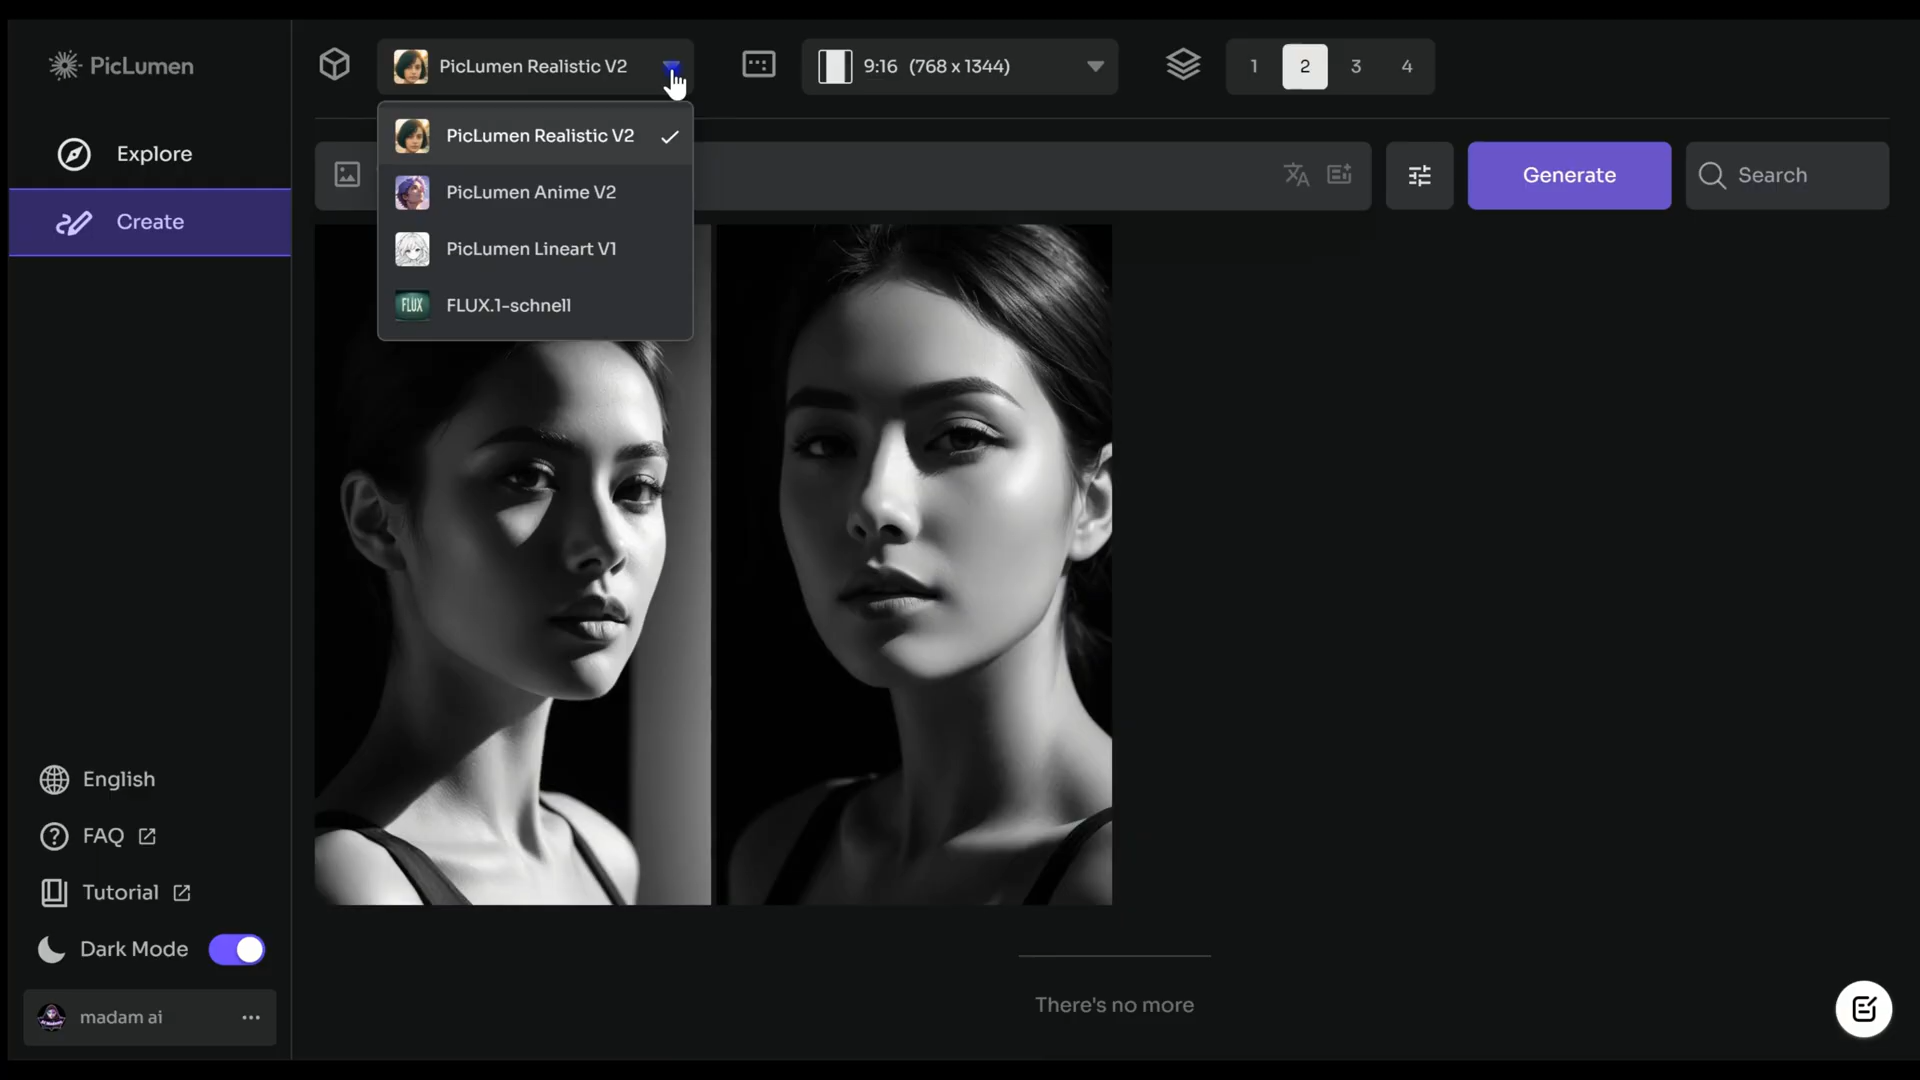 PicLumen
PicLumen Realistic V2
9:16 (768 x 1344)
1
2
3
4
PicLumen Realistic V2
PicLumen Anime V2
PicLumen Lineart V1
FLUX
FLUX.1-schnell
Generate
Search
Explore
Create
English
FAQ
Tutorial
Dark Mode
madam ai
There's no more